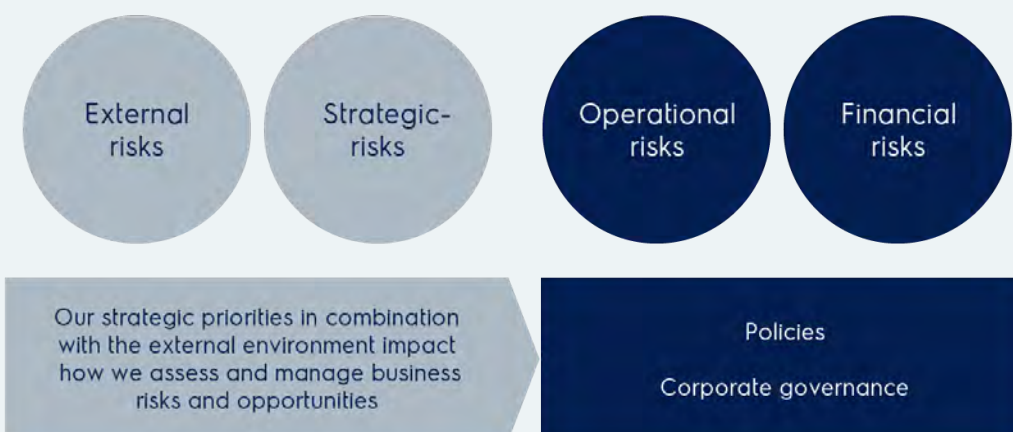 External
risks
Strategic-
risks
Operational
risks
Financial
risks
Our strategic priorities in combination
with the external environment impact
how we assess and manage business
risks and opportunities
Policies
Corporate governance